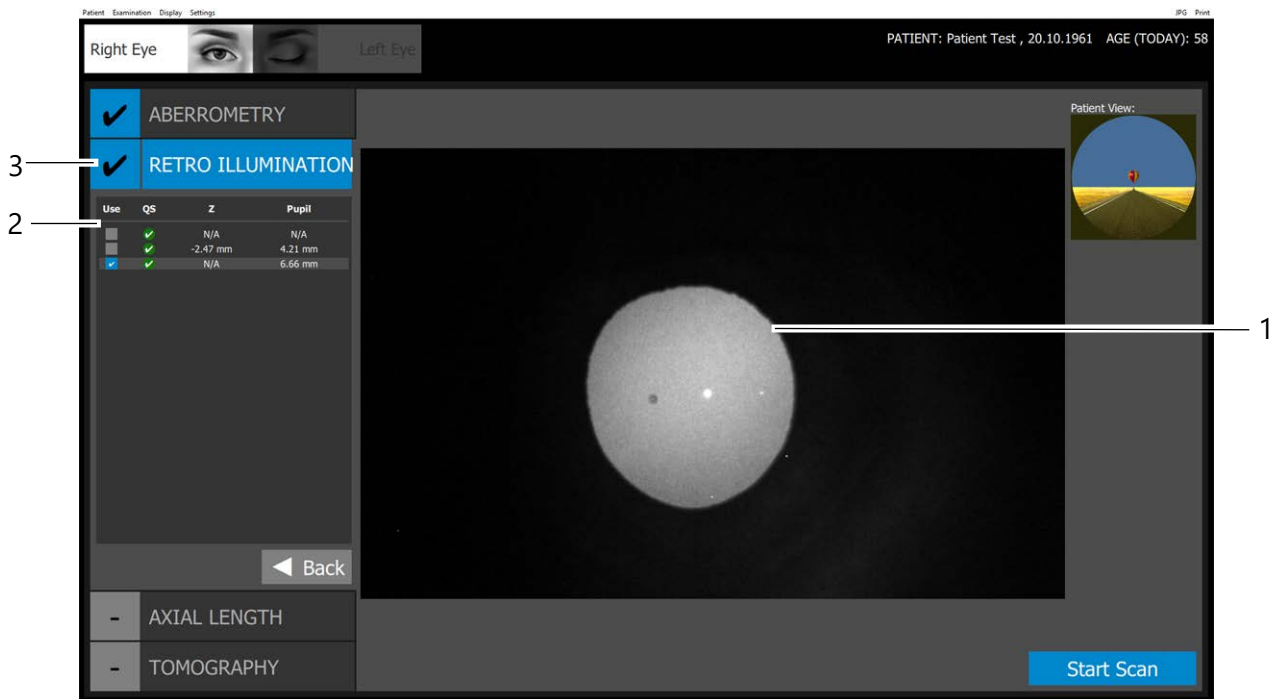 Patient Examination Display Settings JPG Print
Right Eye Left Eye PATIENT: Patient Test , 20.10.1961 AGE (TODAY): 58
ABERROMETRY
Patient View:
3
RETRO ILLUMINATION
2
Use QS Z Pupil
N/A N/A
-2.47 mm 4.21 mm
N/A 6.66 mm
1
Back
- AXIAL LENGTH
- TOMOGRAPHY
Start Scan